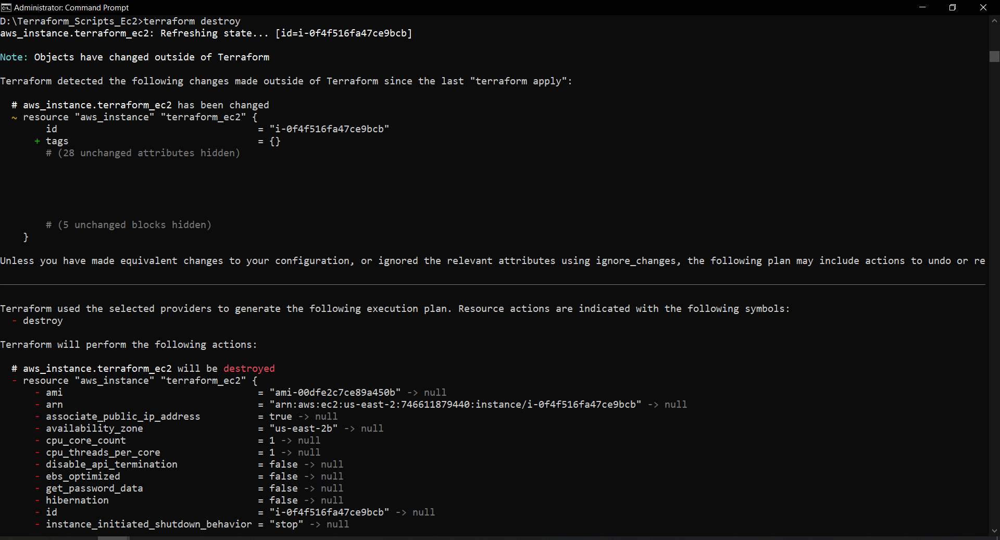 Administrator: Command Prompt
D:\Terraform_Scripts_Ec2>terraform destroy
aws_instance.terraform_ec2: Refreshing state... [id=i-0f4f516fa47ce9bcb]
Note: Objects have changed outside of Terraform
Terraform detected the following changes made outside of Terraform since the last "terraform apply":
# aws_instance.terraform_ec2 has been changed
~ resource "aws_instance" "terraform_ec2" {
id = "i-0f4f516fa47ce9bcb"
+ tags = {}
# (28 unchanged attributes hidden)
# (5 unchanged blocks hidden)
}
Unless you have made equivalent changes to your configuration, or ignored the relevant attributes using ignore_changes, the following plan may include actions to undo or re
Terraform used the selected providers to generate the following execution plan. Resource actions are indicated with the following symbols:
- destroy
Terraform will perform the following actions:
# aws_instance.terraform_ec2 will be destroyed
- resource "aws_instance" "terraform_ec2" {
- ami = "ami-00dfe2c7ce89a450b" -> null
- arn = "arn:aws:ec2:us-east-2:746611879440:instance/i-0f4f516fa47ce9bcb" -> null
- associate_public_ip_address = true -> null
- availability_zone = "us-east-2b" -> null
- cpu_core_count = 1 -> null
- cpu_threads_per_core = 1 -> null
- disable_api_termination = false -> null
- ebs_optimized = false -> null
- get_password_data = false -> null
- hibernation = false -> null
- id = "i-0f4f516fa47ce9bcb" -> null
- instance_initiated_shutdown_behavior = "stop" -> null